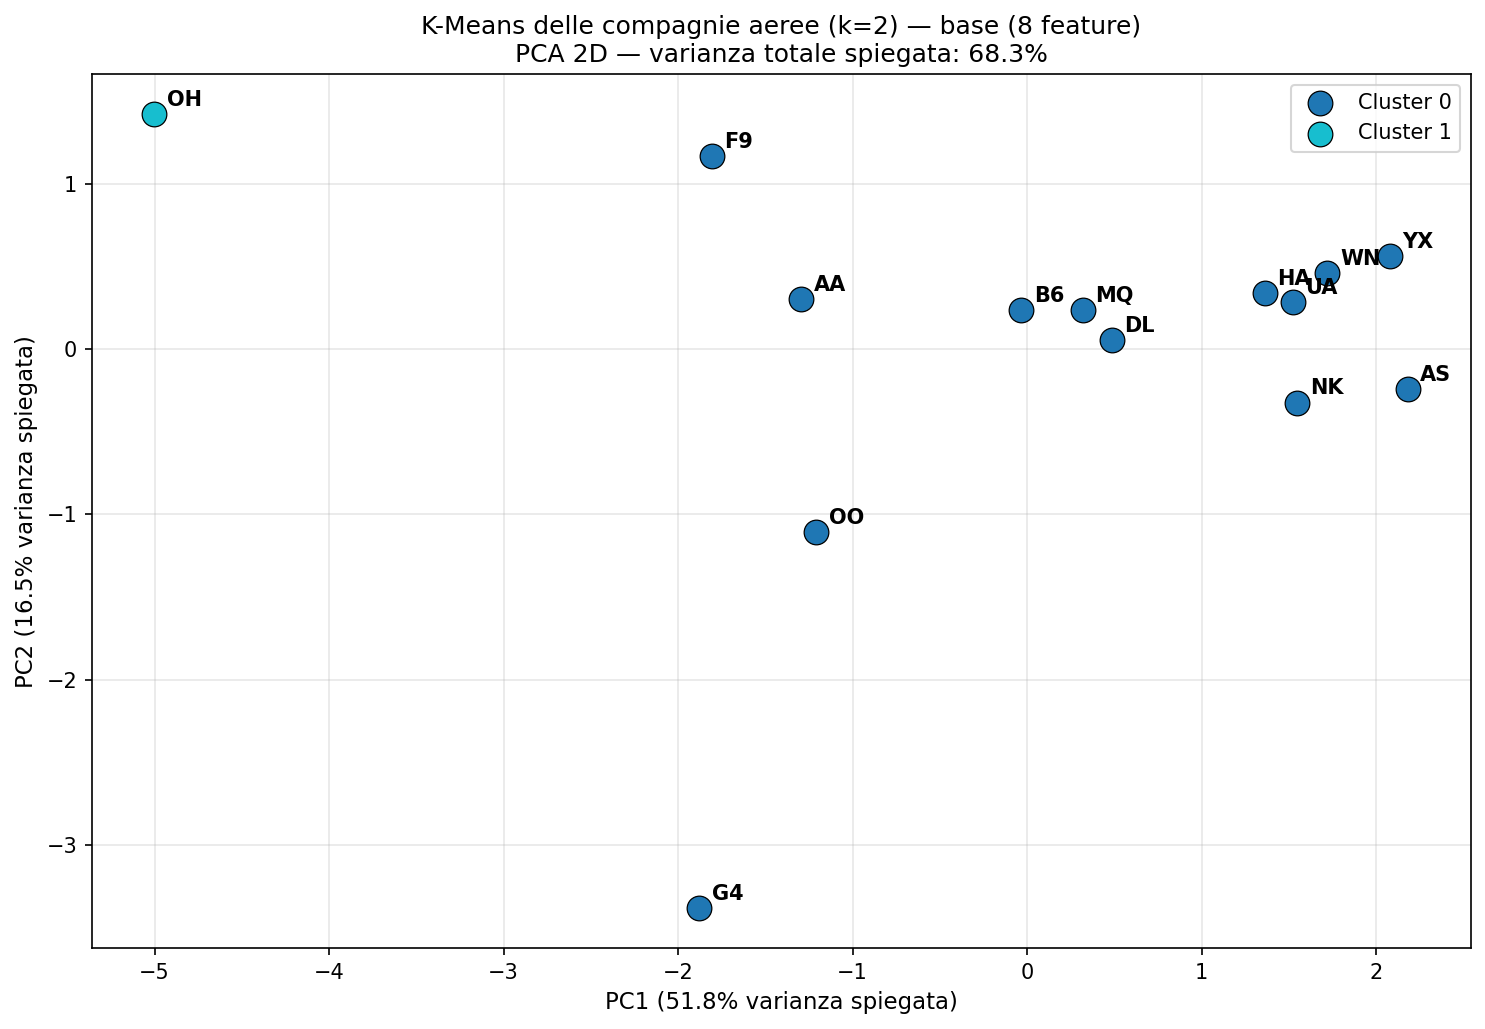 K-Means delle compagnie aeree (k=2) — base (8 feature)
PCA 2D — varianza totale spiegata: 68.3%
Cluster 0
Cluster 1
OH
F9
AA
B6
MQ
DL
HA
UA
WN
YX
NK
AS
OO
G4
1
0
−1
−2
−3
PC2 (16.5% varianza spiegata)
−5 −4 −3 −2 −1 0 1 2
PC1 (51.8% varianza spiegata)